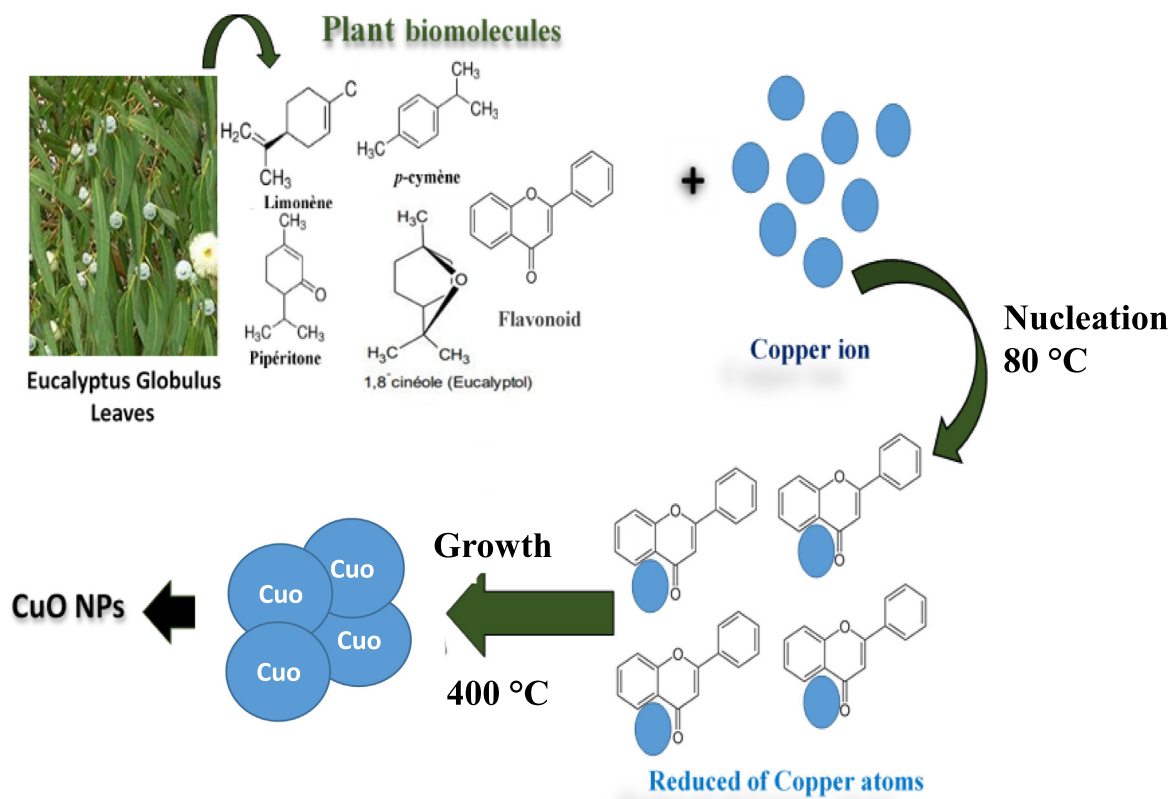 Plant biomolecules
C
H₂C
CH₃
Limonène
CH₃
CH₃
H₃C
p-cymène
O
O
Flavonoid
CH₃
O
H₃C
CH₃
Pipéritone
H₃C
O
H₃C
CH₃
1,8-cinéole (Eucalyptol)
Eucalyptus Globulus
Leaves
+
Copper ion
Nucleation
80 °C
O
O
O
O
O
O
O
O
Reduced of Copper atoms
Growth
400 °C
Cuo
Cuo
Cuo
Cuo
CuO NPs